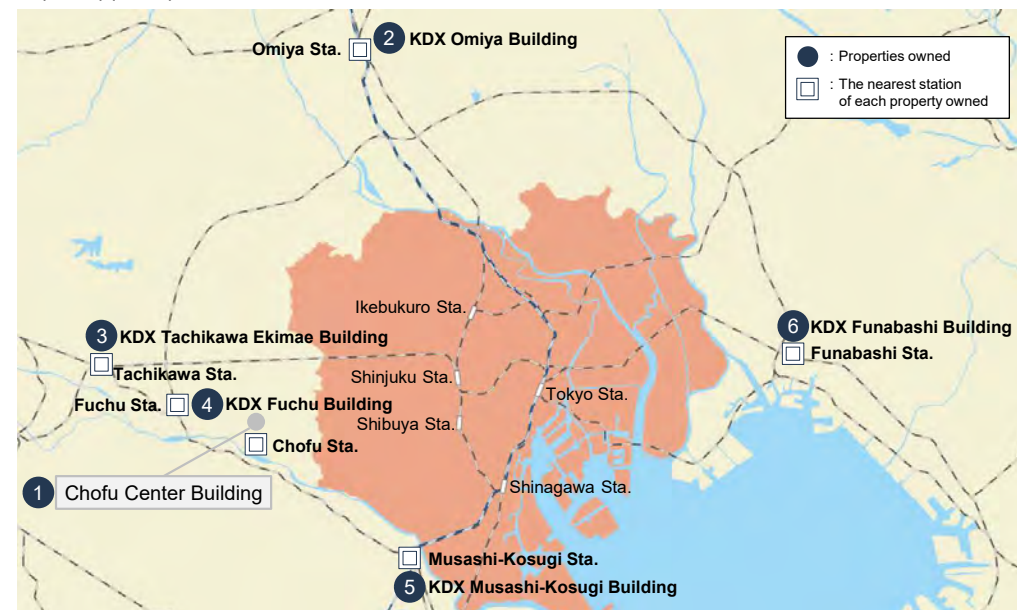 2 KDX Omiya Building
Omiya Sta.
: Properties owned
: The nearest station
of each property owned
Ikebukuro Sta.
3 KDX Tachikawa Ekimae Building
Tachikawa Sta.
6 KDX Funabashi Building
Funabashi Sta.
Shinjuku Sta.
Tokyo Sta.
Fuchu Sta. 4 KDX Fuchu Building
Shibuya Sta.
Chofu Sta.
1 Chofu Center Building
Shinagawa Sta.
Musashi-Kosugi Sta.
5 KDX Musashi-Kosugi Building